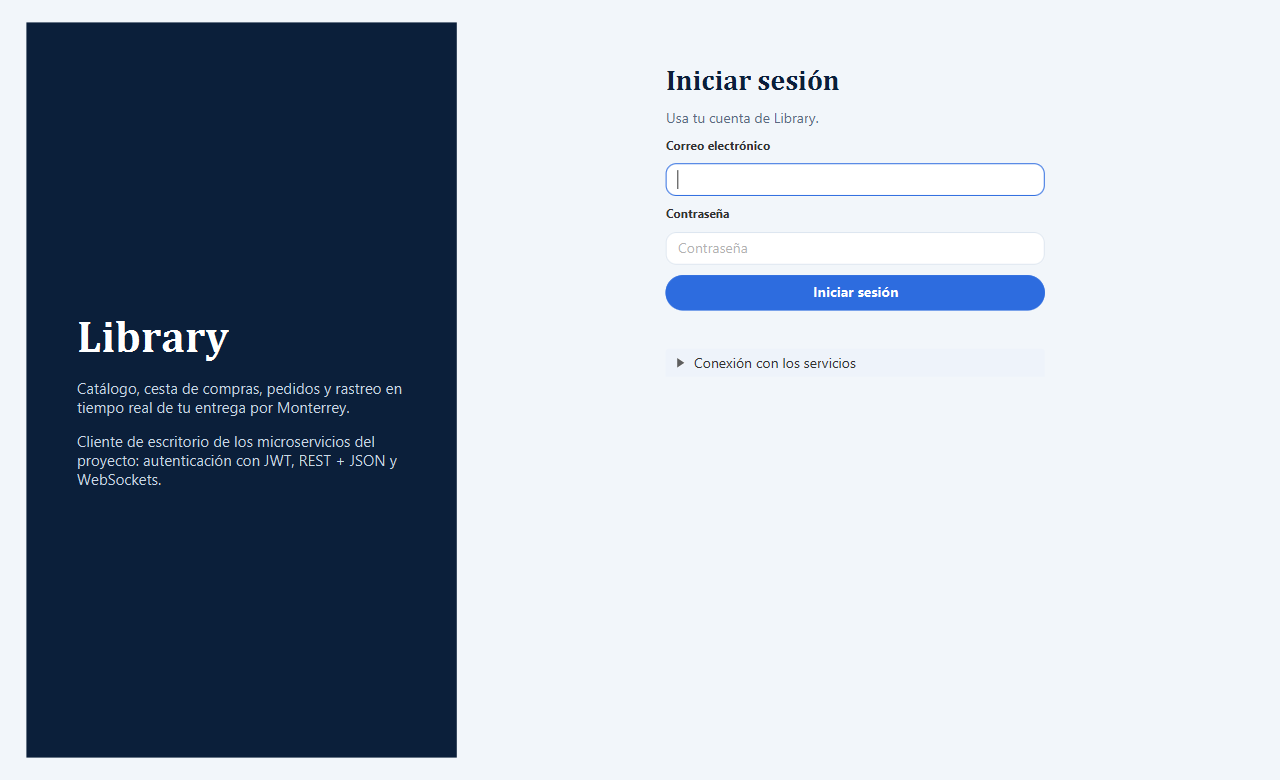 Library
Catálogo, cesta de compras, pedidos y rastreo en
tiempo real de tu entrega por Monterrey.
Cliente de escritorio de los microservicios del
proyecto: autenticación con JWT, REST + JSON y
WebSockets.
Iniciar sesión
Usa tu cuenta de Library.
Correo electrónico
Contraseña
Contraseña
Iniciar sesión
Conexión con los servicios